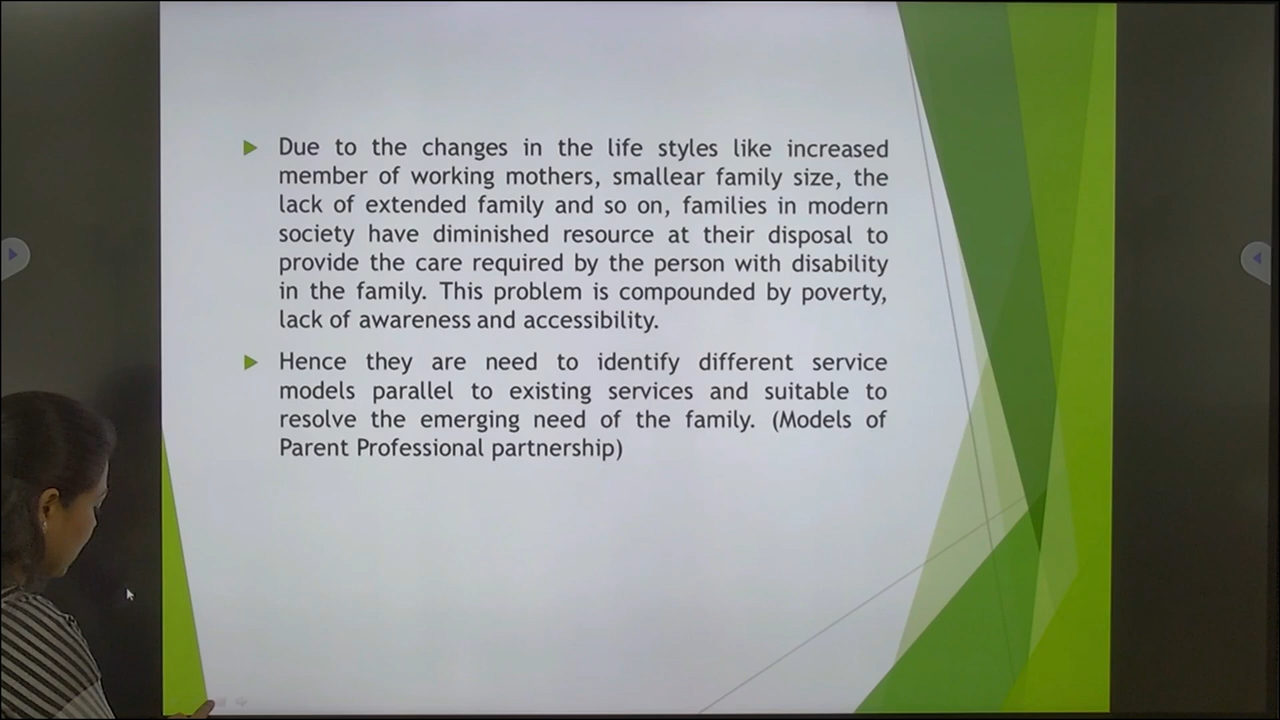 Due to the changes in the life styles like increased
member of working mothers, smallear family size, the
lack of extended family and so on, families in modern
society have diminished resource at their disposal to
provide the care required by the person with disability
in the family. This problem is compounded by poverty,
lack of awareness and accessibility.
Hence they are need to identify different service
models parallel to existing services and suitable to
resolve the emerging need of the family. (Models of
Parent Professional partnership)